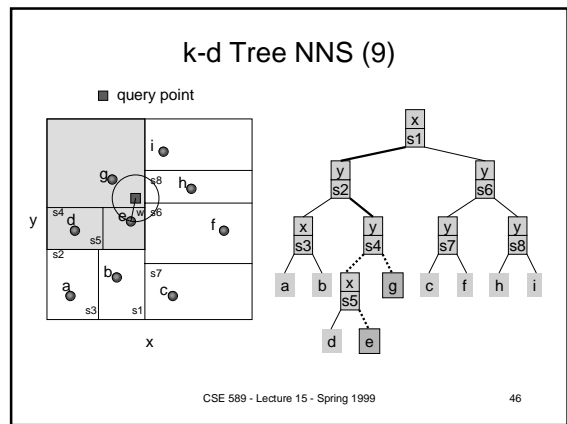 k-d Tree NNS (9)
query point
i
g
s8
h
y
s4
d
e
w
s6
f
s5
s2
b
s7
a
c
s3
s1
x
x
s1
y
s2
y
s6
x
s3
y
s4
y
s7
y
s8
a
b
x
s5
g
c
f
h
i
d
e
CSE 589 - Lecture 15 - Spring 1999
46